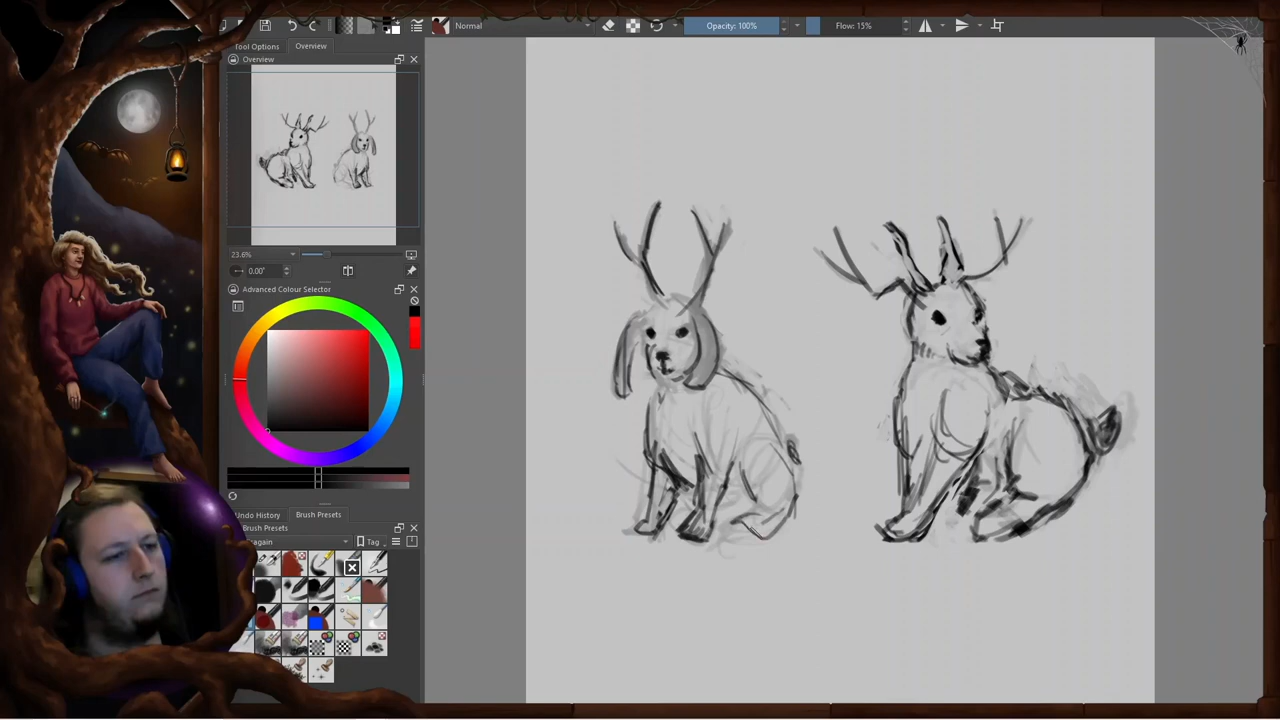 Normal
Opacity: 100%
Flow: 15%
Tool Options
Overview
Overview
23.6%
0.00°
Advanced Colour Selector
Undo History
Brush Presets
Brush Presets
again
Tag